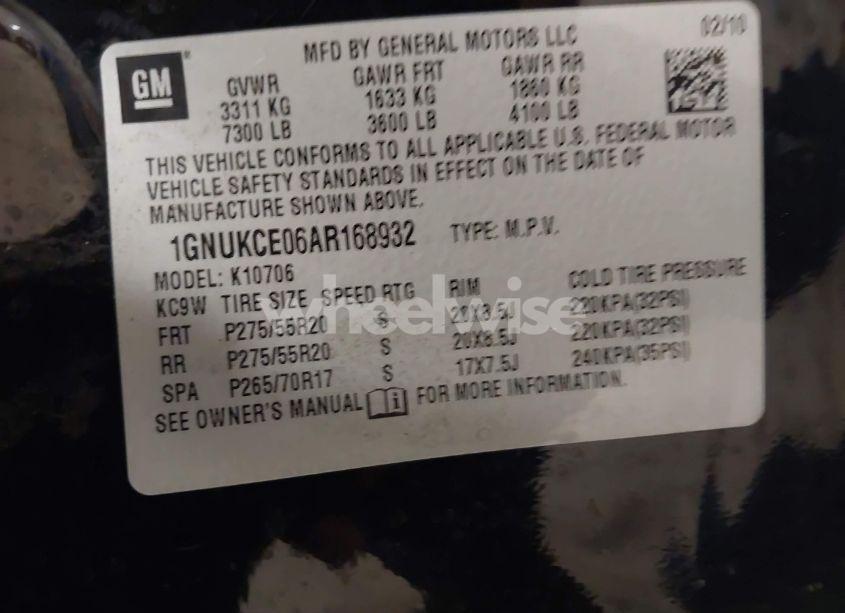 MFD BY GENERAL MOTORS LLC 02/10
GM
GVWR GAWR FRT GAWR RR
3311 KG 1633 KG 1860 KG
7300 LB 3600 LB 4100 LB
THIS VEHICLE CONFORMS TO ALL APPLICABLE U.S. FEDERAL MOTOR
VEHICLE SAFETY STANDARDS IN EFFECT ON THE DATE OF
MANUFACTURE SHOWN ABOVE.
1GNUKCE06AR168932 TYPE: M.P.V.
MODEL: K10706
KC9W TIRE SIZE SPEED RTG RIM COLD TIRE PRESSURE
FRT P275/55R20 S 20X8.5J 220KPA(32PSI)
RR P275/55R20 S 20X8.5J 220KPA(32PSI)
SPA P265/70R17 S 17X7.5J 240KPA(35PSI)
SEE OWNER'S MANUAL i FOR MORE INFORMATION.
wheelwise